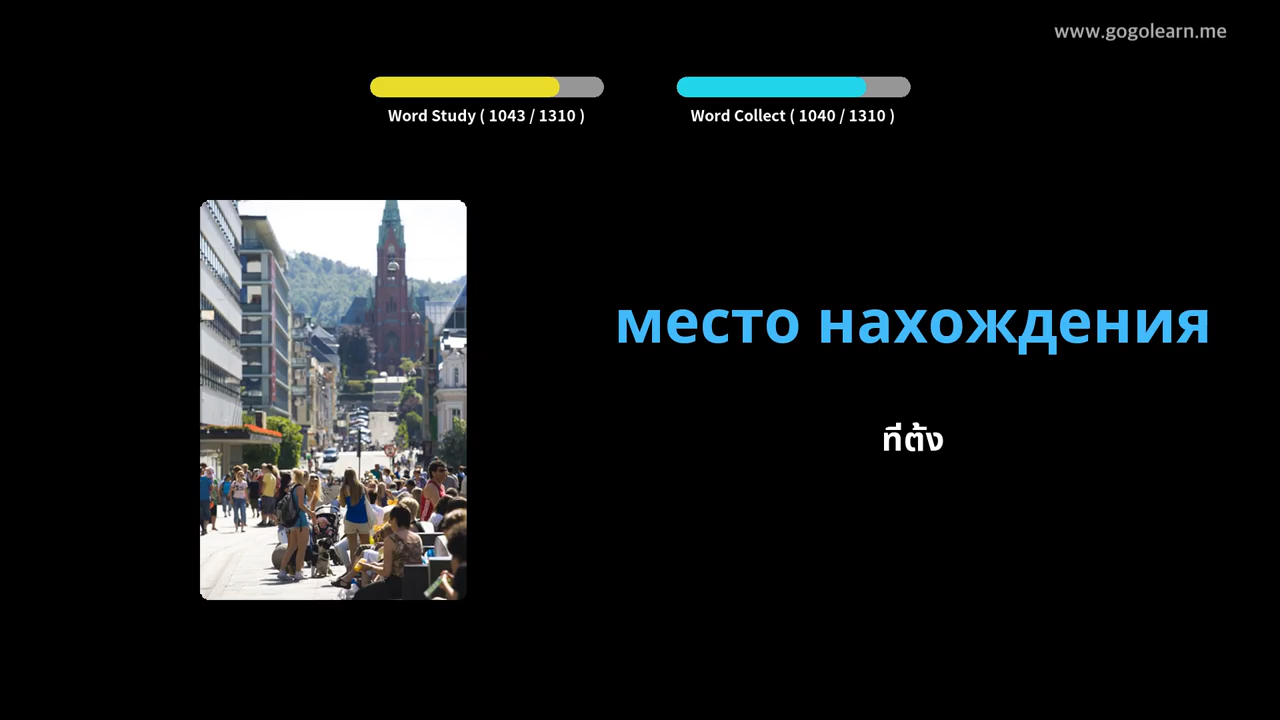 www.gogolearn.me
Word Study ( 1043 / 1310 )
Word Collect ( 1040 / 1310 )
место нахождения
ที่ตั้ง